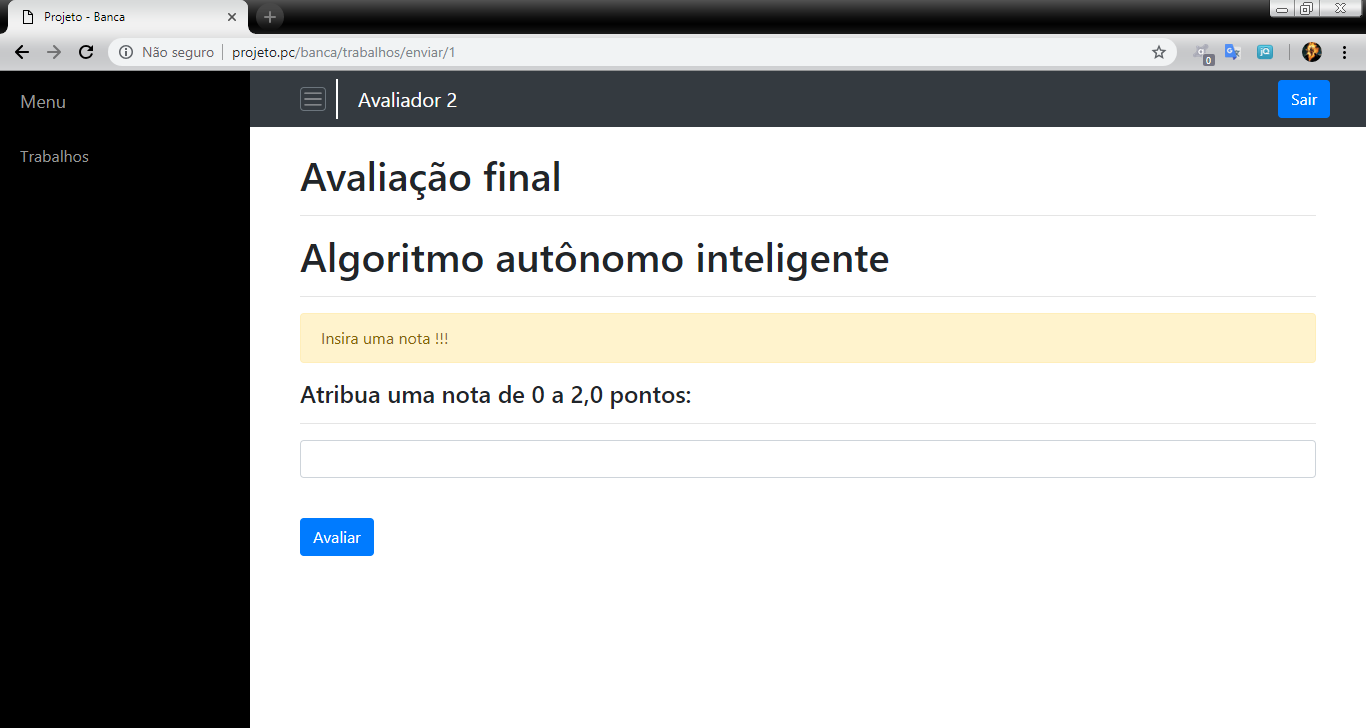 Projeto - Banca
Não seguro
projeto.pc/banca/trabalhos/enviar/1
0
Menu
Avaliador 2
Sair
Trabalhos
Avaliação final
Algoritmo autônomo inteligente
Insira uma nota !!!
Atribua uma nota de 0 a 2,0 pontos:
Avaliar